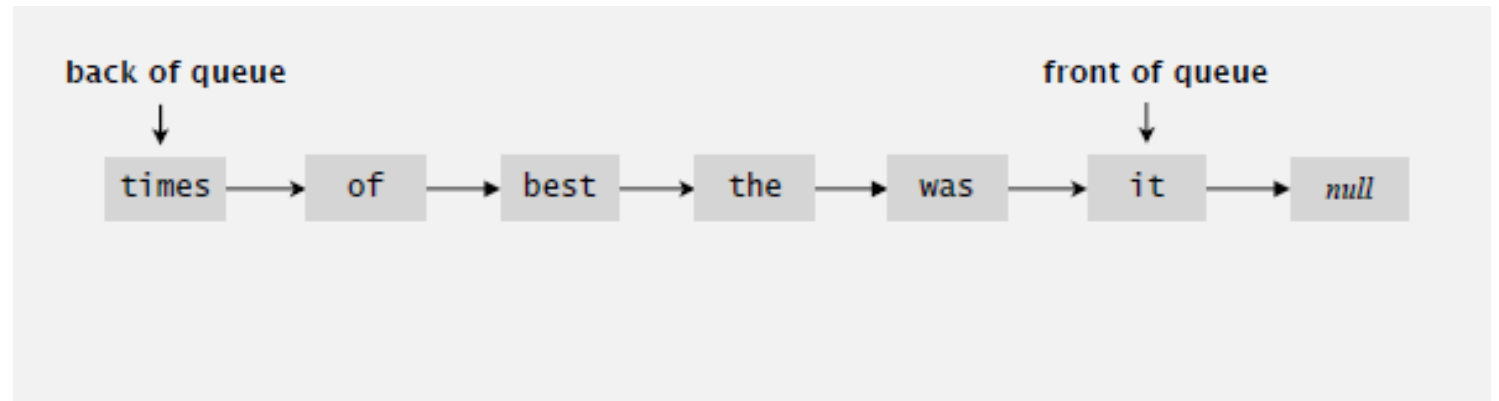 back of queue front of queue
times of best the was it null